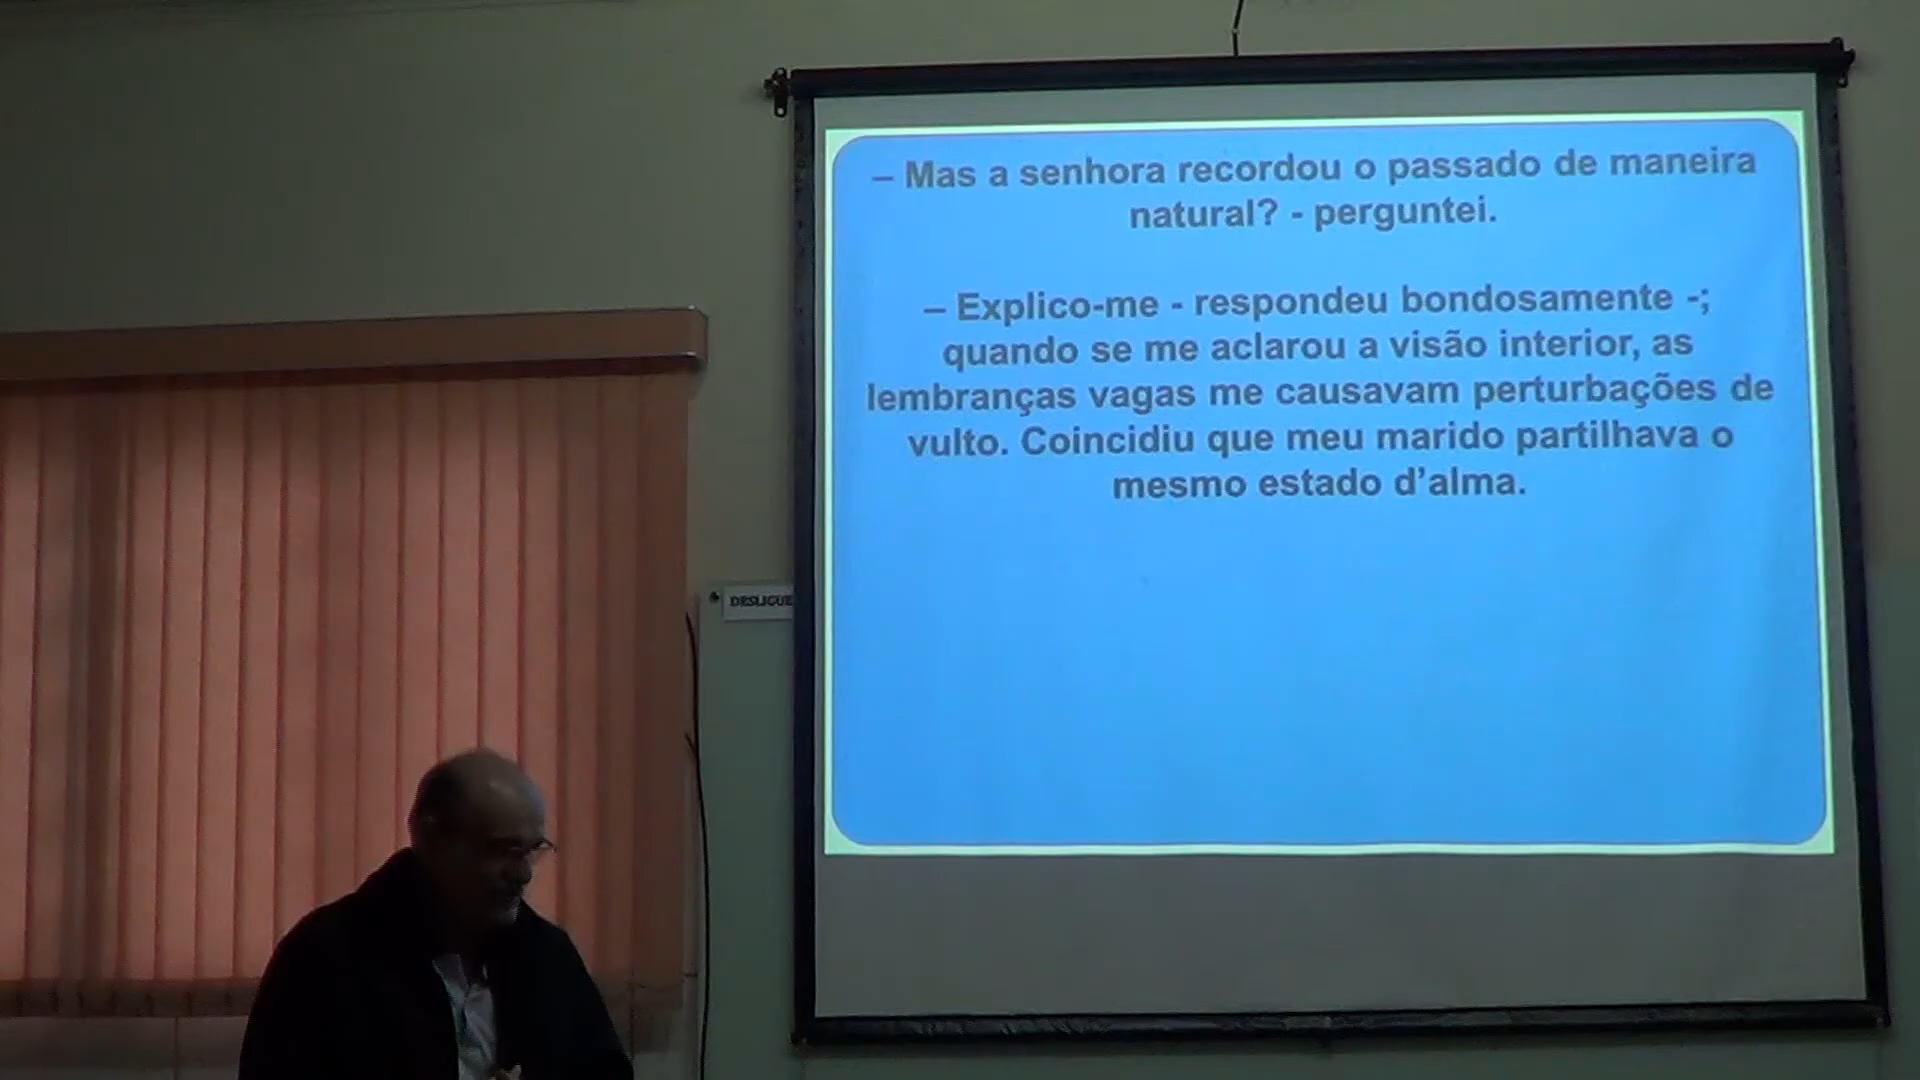 – Mas a senhora recordou o passado de maneira
natural? - perguntei.
– Explico-me - respondeu bondosamente -;
quando se me aclarou a visão interior, as
lembranças vagas me causavam perturbações de
vulto. Coincidiu que meu marido partilhava o
mesmo estado d’alma.
DESLIGUE